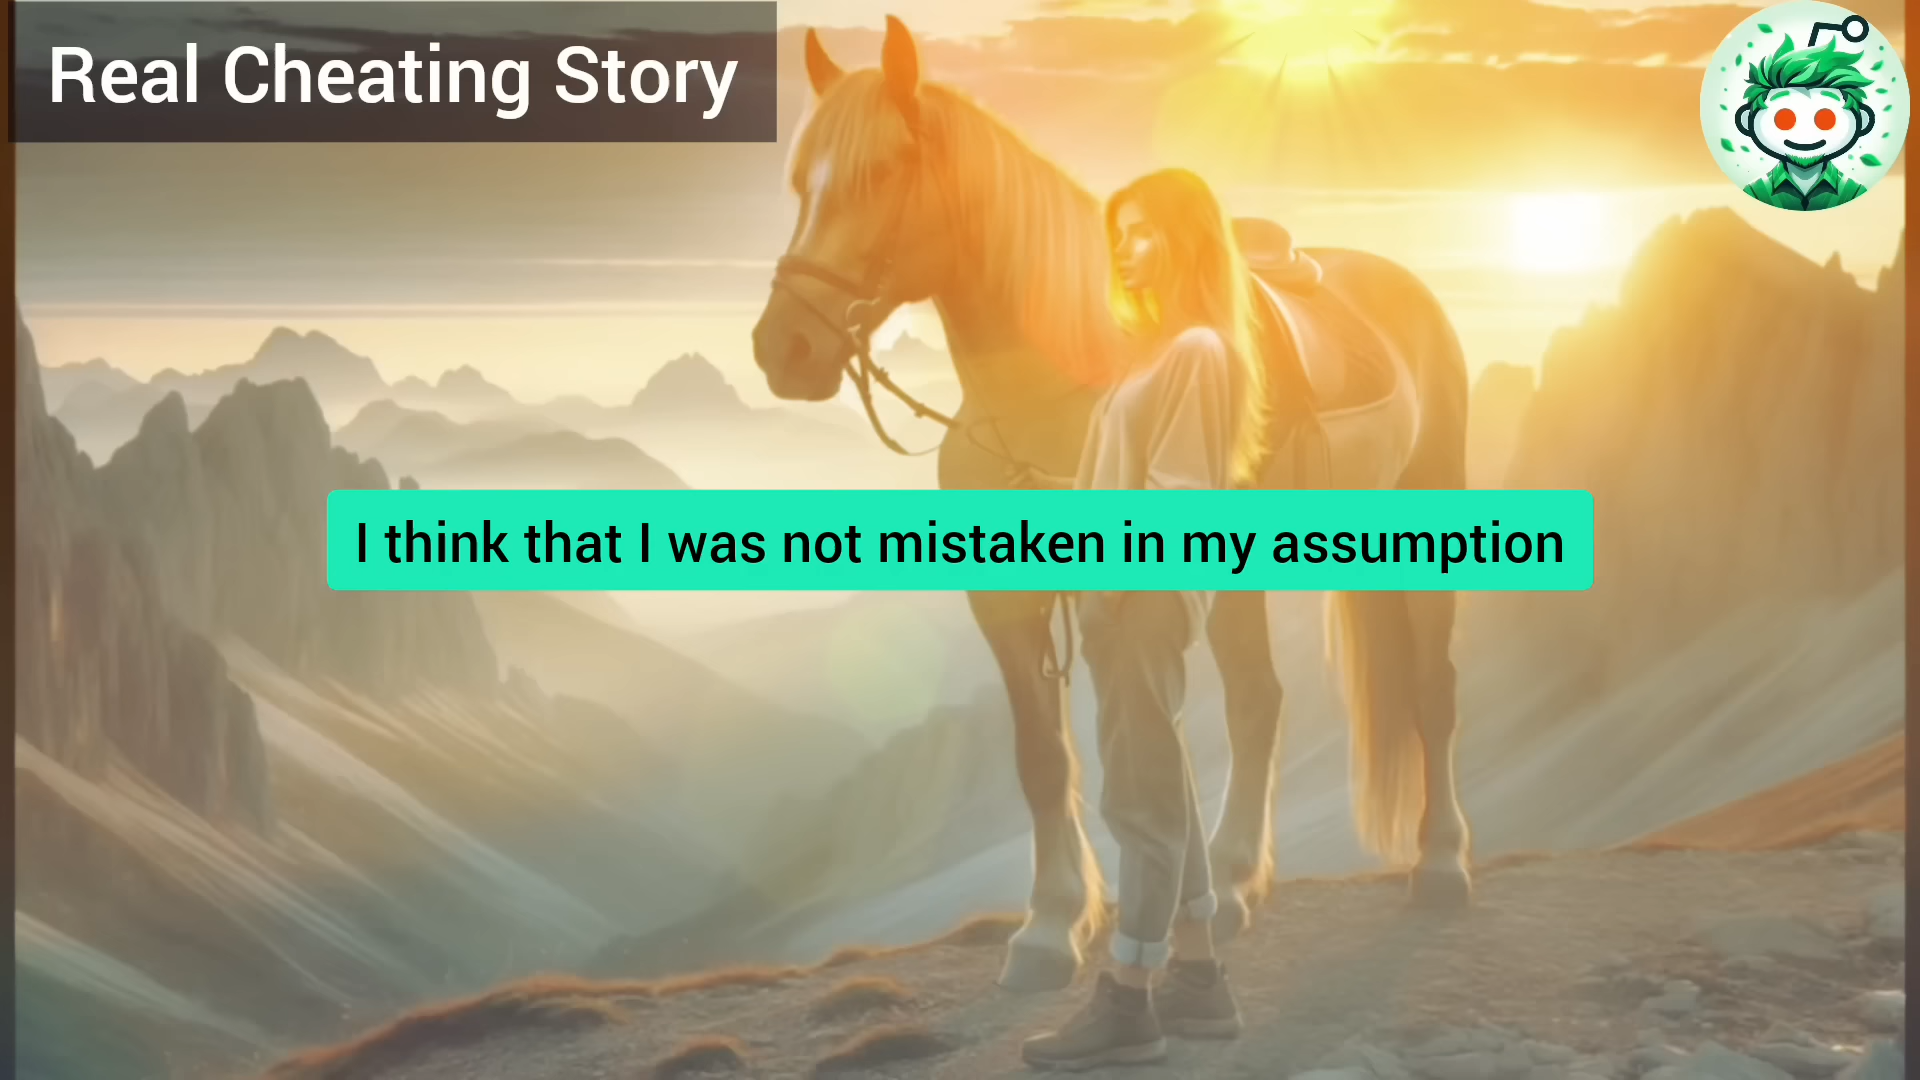 Real Cheating Story
I think that I was not mistaken in my assumption